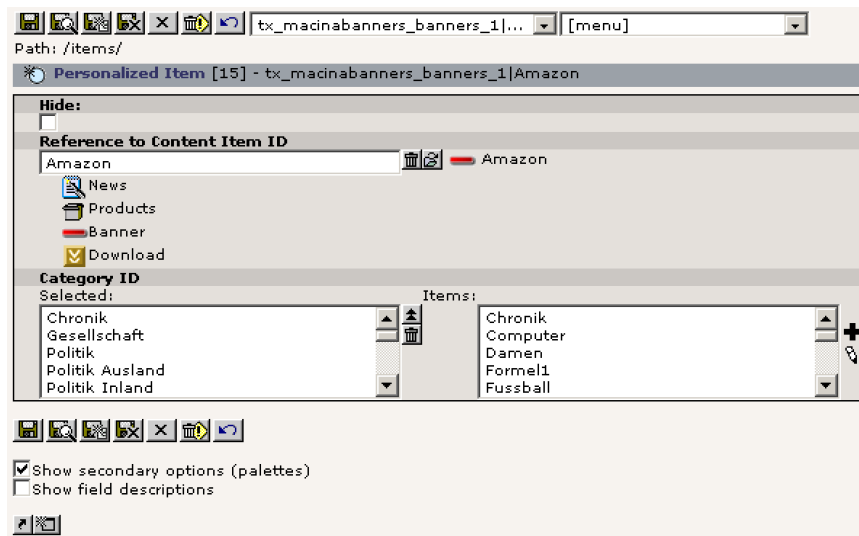 tx_macinabanners_banners_1|... [menu]
Path: /items/
Personalized Item [15] - tx_macinabanners_banners_1|Amazon
Hide:
Reference to Content Item ID
Amazon Amazon
News
Products
Banner
Download
Category ID
Selected: Items:
Chronik Chronik
Gesellschaft Computer
Politik Damen
Politik Ausland Formel1
Politik Inland Fussball
Show secondary options (palettes)
Show field descriptions